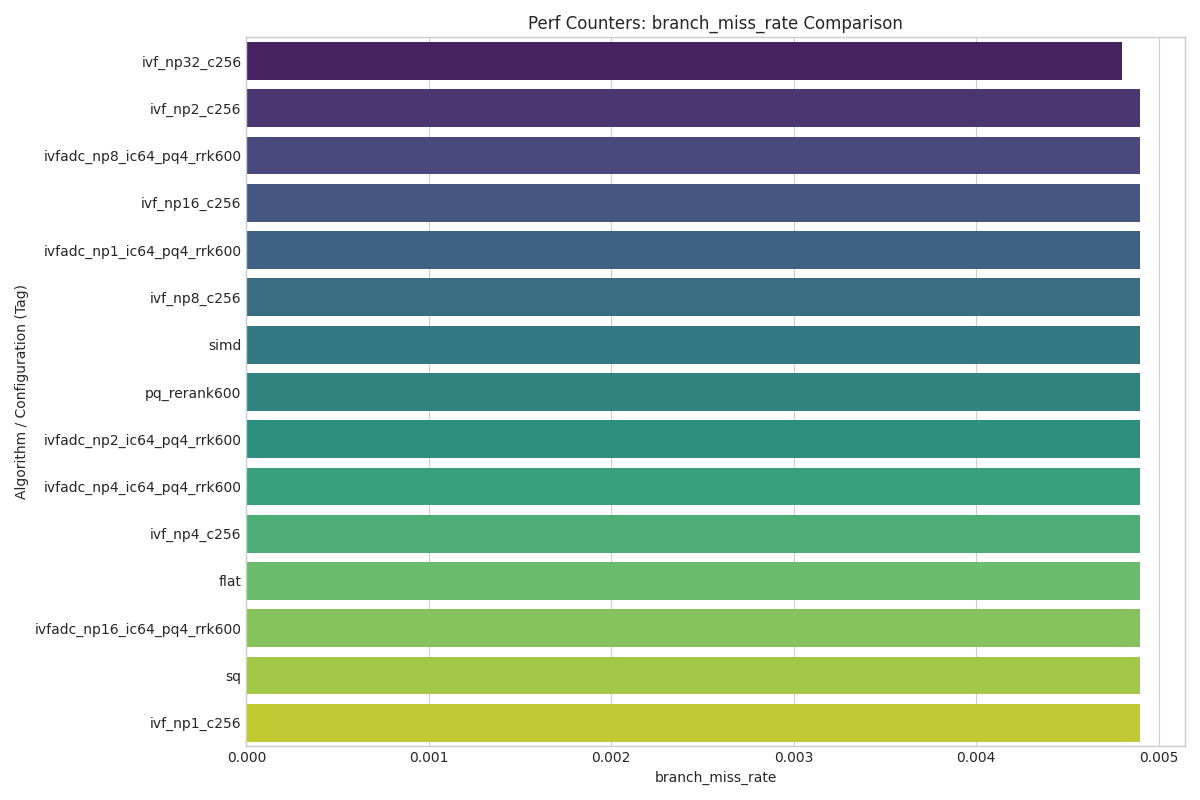 Perf Counters: branch_miss_rate Comparison
Algorithm / Configuration (Tag)
ivf_np32_c256
ivf_np2_c256
ivfadc_np8_ic64_pq4_rrk600
ivf_np16_c256
ivfadc_np1_ic64_pq4_rrk600
ivf_np8_c256
simd
pq_rerank600
ivfadc_np2_ic64_pq4_rrk600
ivfadc_np4_ic64_pq4_rrk600
ivf_np4_c256
flat
ivfadc_np16_ic64_pq4_rrk600
sq
ivf_np1_c256
0.000 0.001 0.002 0.003 0.004 0.005
branch_miss_rate